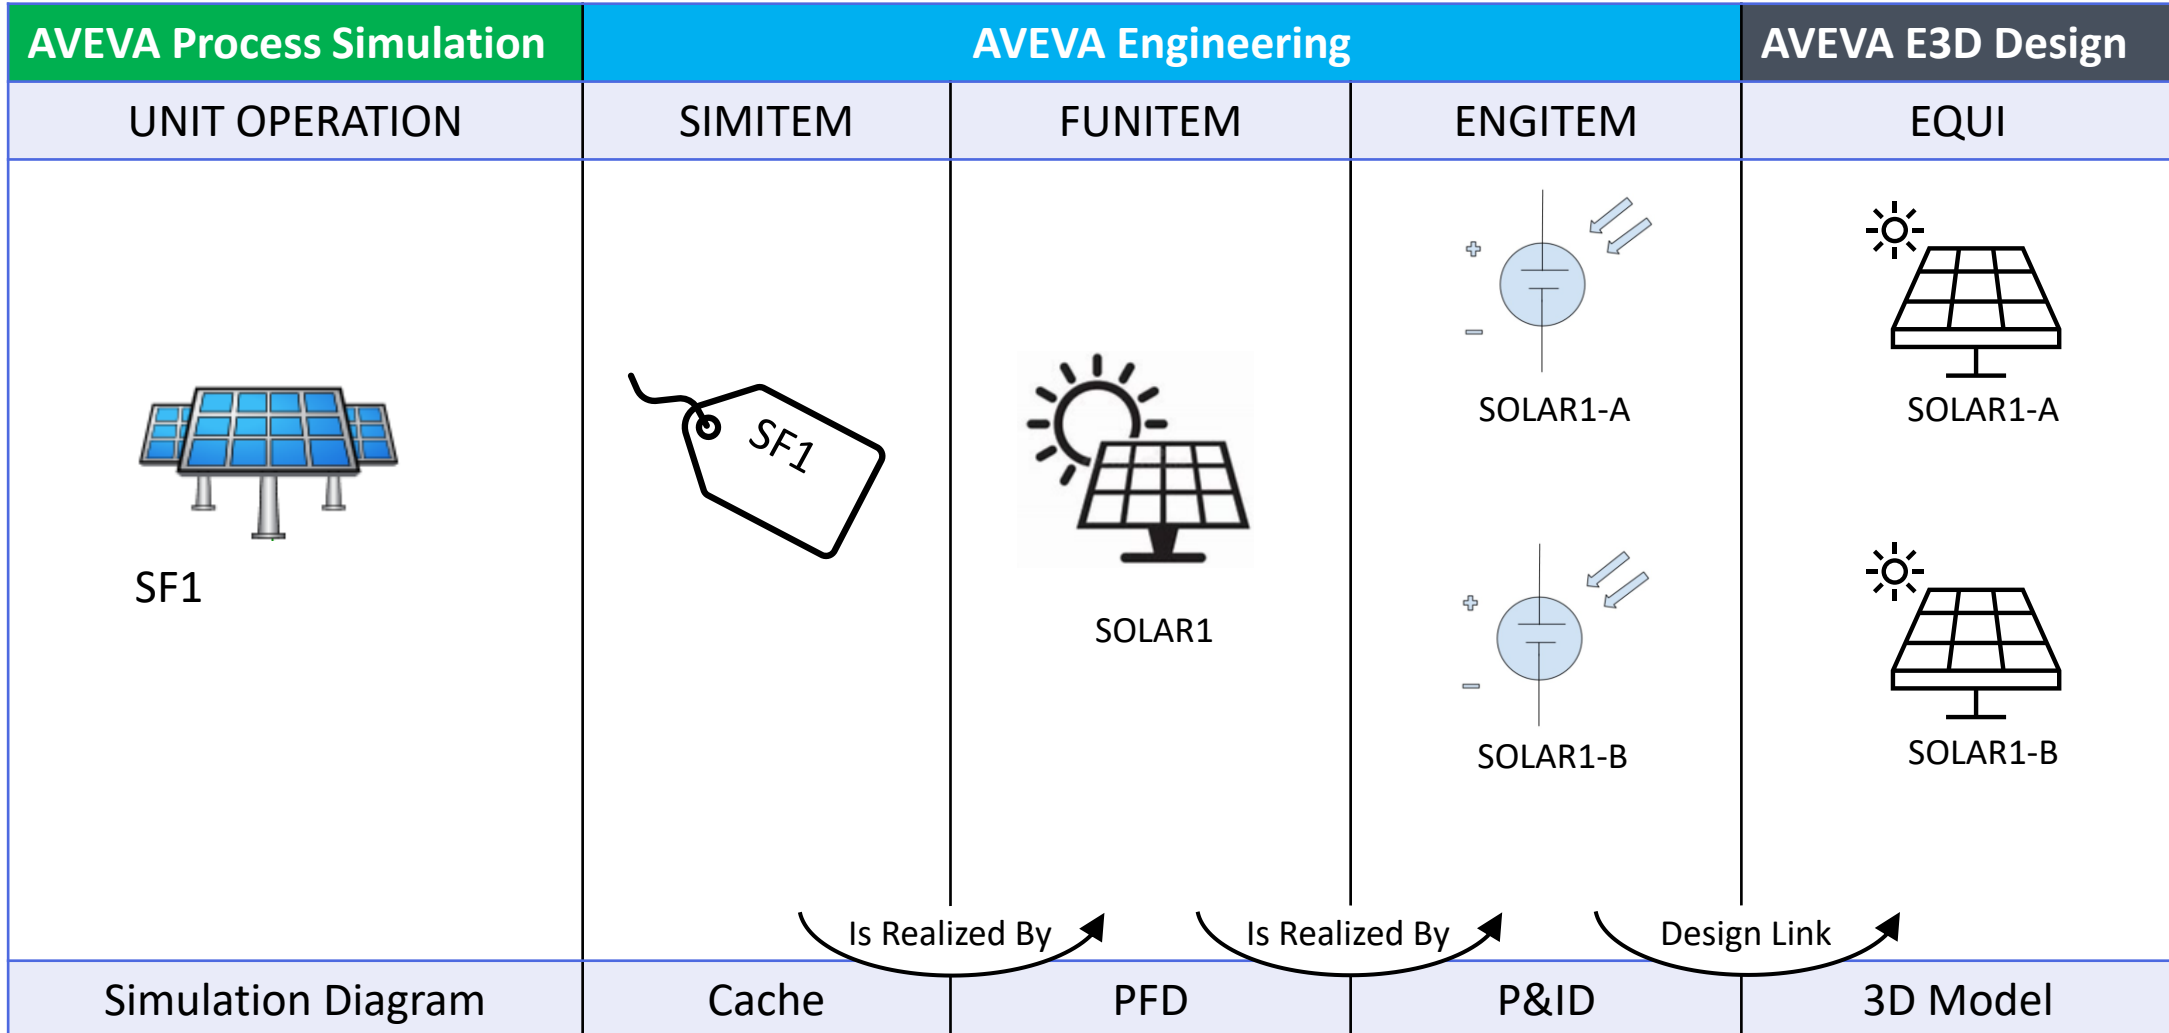 AVEVA Process Simulation
AVEVA Engineering
AVEVA E3D Design
UNIT OPERATION
SIMITEM
FUNITEM
ENGITEM
EQUI
SF1
SF1
SOLAR1
+
−
SOLAR1-A
+
−
SOLAR1-B
SOLAR1-A
SOLAR1-B
Is Realized By
Is Realized By
Design Link
Simulation Diagram
Cache
PFD
P&ID
3D Model